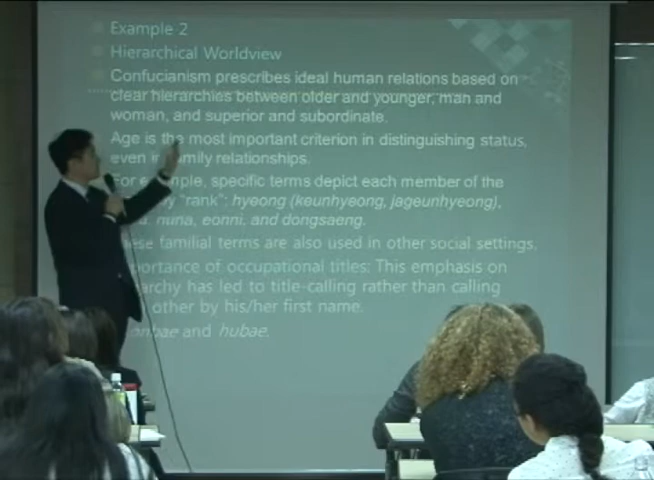 Example 2
Hierarchical Worldview
Confucianism prescribes ideal human relations based on
clear hierarchies between older and younger, man and
woman, and superior and subordinate.
Age is the most important criterion in distinguishing status,
even in family relationships.
For example, specific terms depict each member of the
"rank": hyeong (keunhyeong, jageunhyeong),
nuna, eonni, and dongsaeng.
familial terms are also used in other social settings.
of occupational titles: This emphasis on
has led to title-calling rather than calling
other by his/her first name.
and hubae.